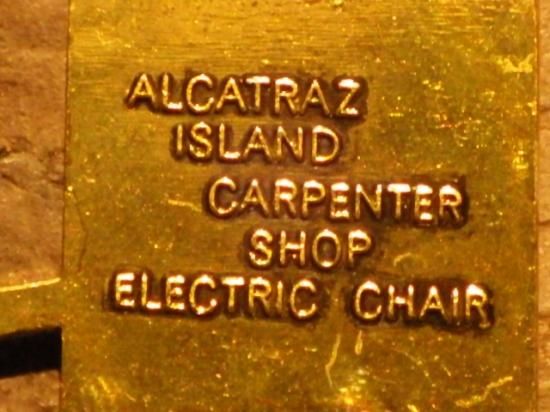 ALCATRAZ
ISLAND
CARPENTER
SHOP
ELECTRIC CHAIR